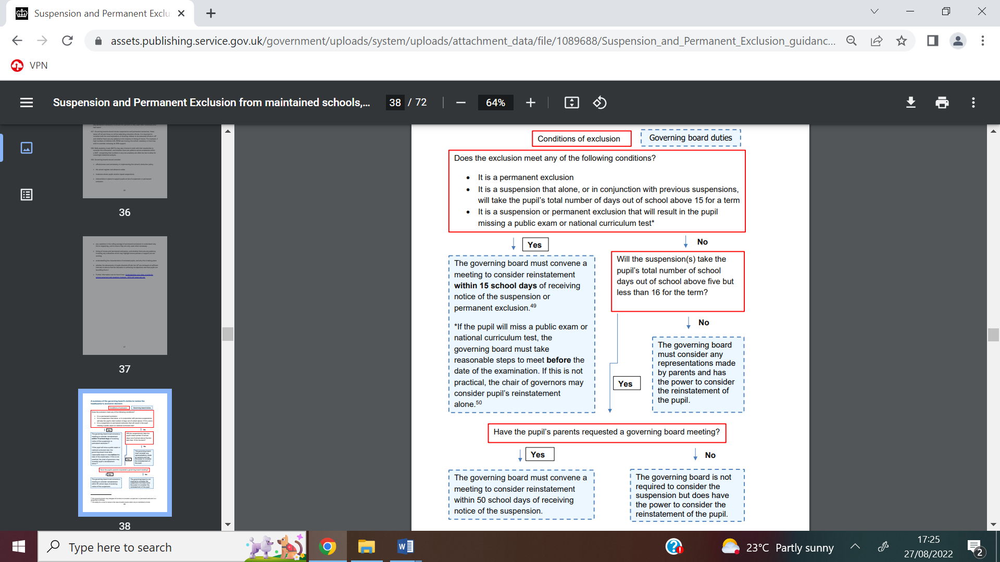 Suspension and Permanent Exclu
assets.publishing.service.gov.uk/government/uploads/system/uploads/attachment_data/file/1089688/Suspension_and_Permanent_Exclusion_guidanc...
VPN
Suspension and Permanent Exclusion from maintained schools,...
38 / 72
64%
36
37
38
Conditions of exclusion
Governing board duties
Does the exclusion meet any of the following conditions?
• It is a permanent exclusion
• It is a suspension that alone, or in conjunction with previous suspensions,
will take the pupil's total number of days out of school above 15 for a term
• It is a suspension or permanent exclusion that will result in the pupil
missing a public exam or national curriculum test*
Yes
No
The governing board must convene a
meeting to consider reinstatement
within 15 school days of receiving
notice of the suspension or
permanent exclusion.49
*If the pupil will miss a public exam or
national curriculum test, the
governing board must take
reasonable steps to meet before the
date of the examination. If this is not
practical, the chair of governors may
consider pupil's reinstatement
alone.50
Will the suspension(s) take the
pupil's total number of school
days out of school above five but
less than 16 for the term?
No
The governing board
must consider any
representations made
by parents and has
the power to consider
the reinstatement of
the pupil.
Yes
Have the pupil's parents requested a governing board meeting?
Yes
No
The governing board must convene a
meeting to consider reinstatement
within 50 school days of receiving
notice of the suspension.
The governing board is not
required to consider the
suspension but does have
the power to consider the
reinstatement of the pupil.
Type here to search
23°C Partly sunny
17:25
27/08/2022
2